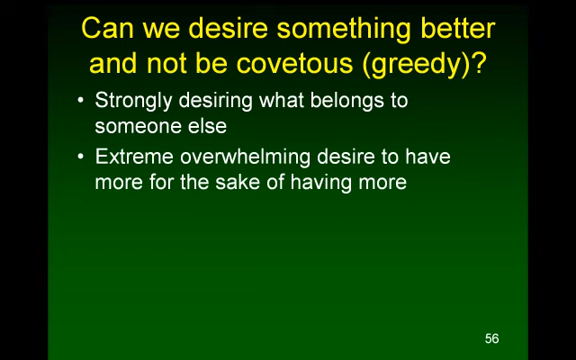 Can we desire something better
and not be covetous (greedy)?
• Strongly desiring what belongs to
someone else
• Extreme overwhelming desire to have
more for the sake of having more
56